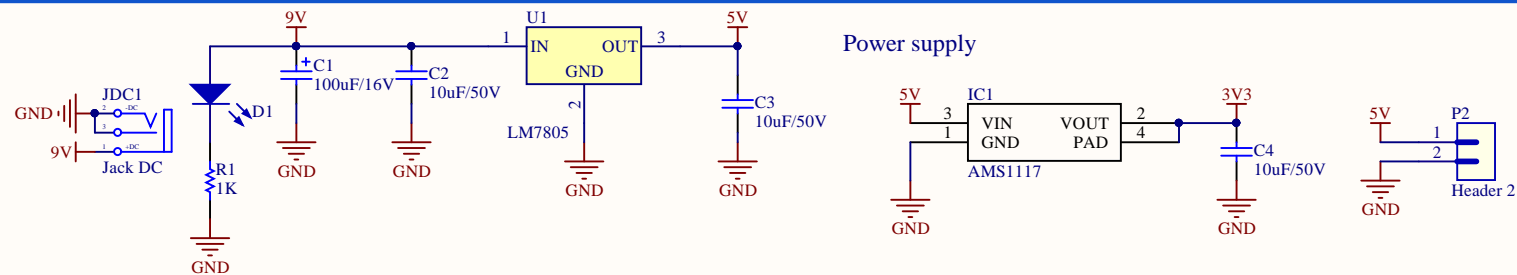 Power supply
JDC1
GND
2
-DC
3
9V
1
+DC
Jack DC
D1
R1
1K
GND
9V
+
C1
100uF/16V
GND
C2
10uF/50V
GND
U1
1
IN
OUT
3
GND
2
LM7805
GND
5V
C3
10uF/50V
GND
5V
IC1
3
VIN
VOUT
2
1
GND
PAD
4
AMS1117
GND
3V3
C4
10uF/50V
GND
5V
P2
1
2
GND
Header 2